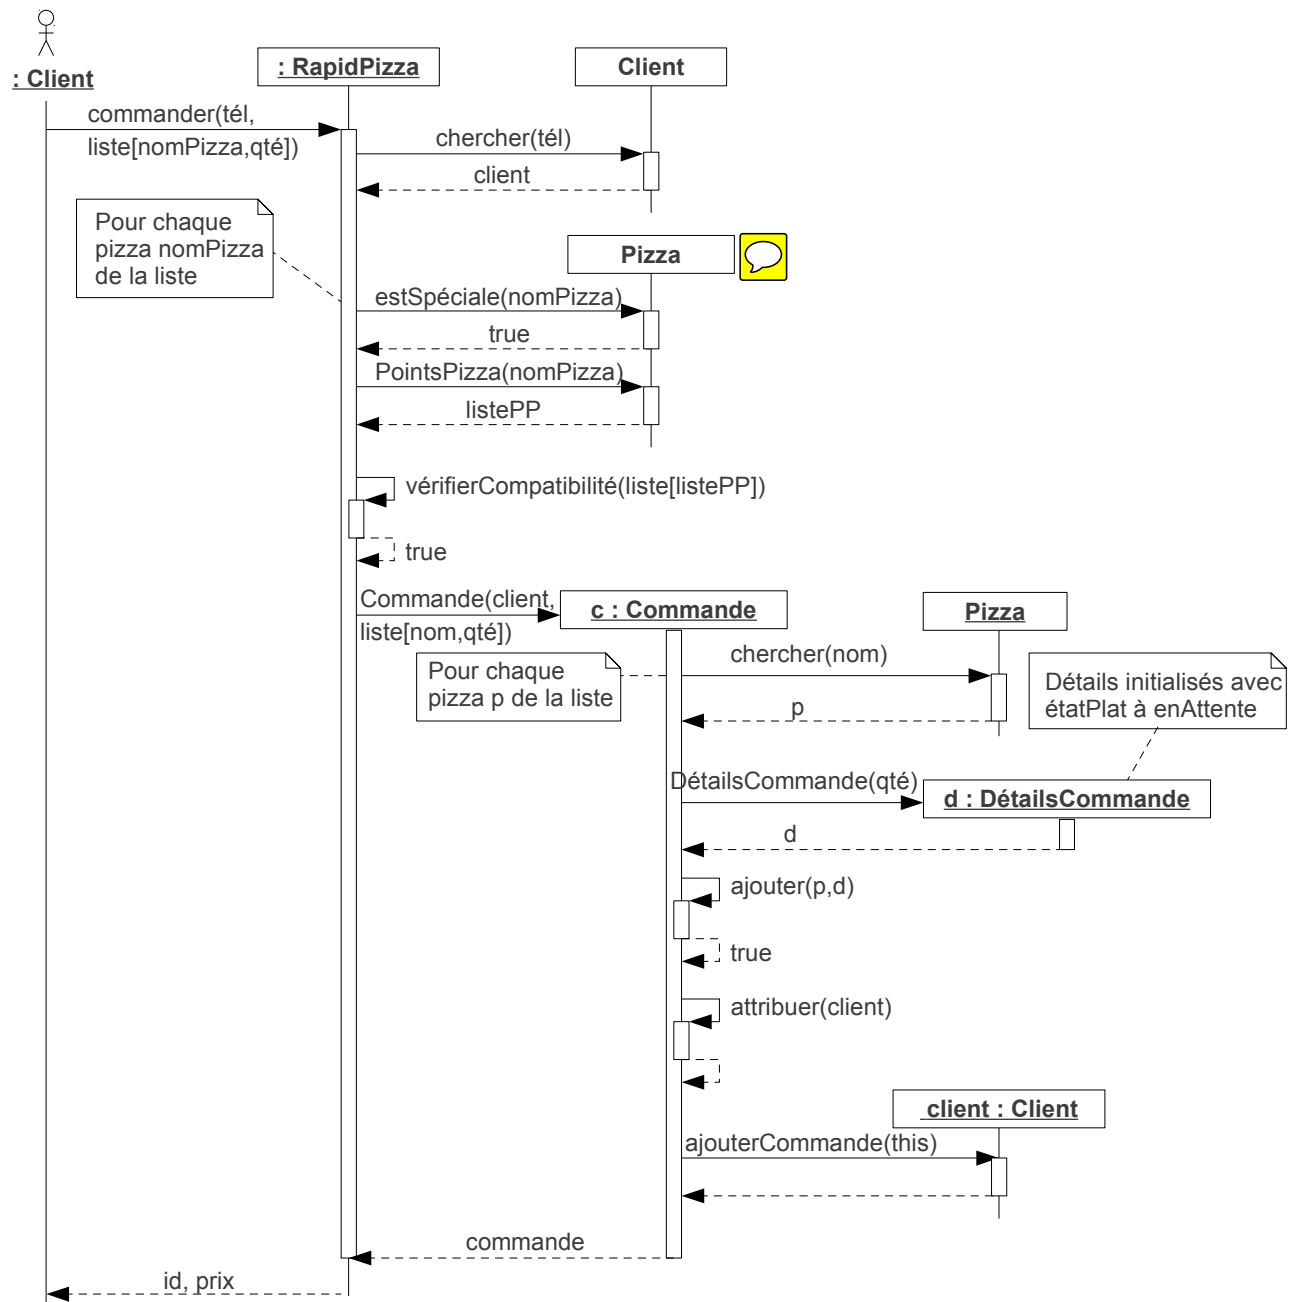 : Client
: RapidPizza
Client
commander(tél,
liste[nomPizza,qté])
chercher(tél)
client
Pour chaque
pizza nomPizza
de la liste
Pizza
estSpéciale(nomPizza)
true
PointsPizza(nomPizza)
listePP
vérifierCompatibilité(liste[listePP])
true
Commande(client,
liste[nom,qté])
c : Commande
Pizza
Pour chaque
pizza p de la liste
chercher(nom)
p
Détails initialisés avec
étatPlat à enAttente
DétailsCommande(qté)
d : DétailsCommande
d
ajouter(p,d)
true
attribuer(client)
client : Client
ajouterCommande(this)
commande
id, prix